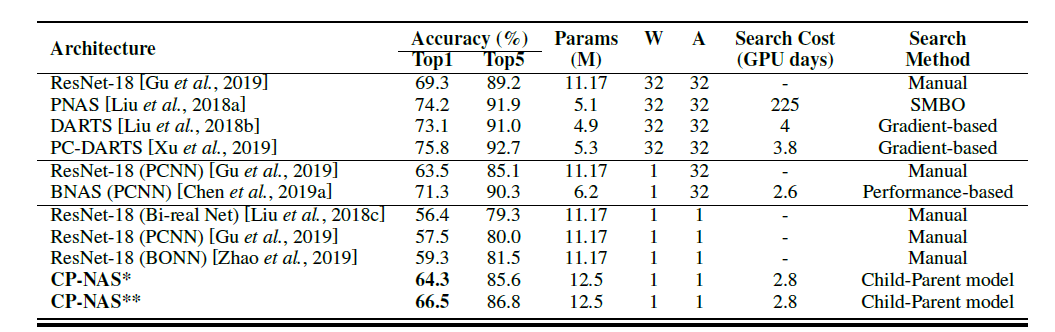 Architecture Accuracy (%) Params W A Search Cost Search
Top1 Top5 (M) (GPU days) Method
ResNet-18 [Gu et al., 2019] 69.3 89.2 11.17 32 32 - Manual
PNAS [Liu et al., 2018a] 74.2 91.9 5.1 32 32 225 SMBO
DARTS [Liu et al., 2018b] 73.1 91.0 4.9 32 32 4 Gradient-based
PC-DARTS [Xu et al., 2019] 75.8 92.7 5.3 32 32 3.8 Gradient-based
ResNet-18 (PCNN) [Gu et al., 2019] 63.5 85.1 11.17 1 32 - Manual
BNAS (PCNN) [Chen et al., 2019a] 71.3 90.3 6.2 1 32 2.6 Performance-based
ResNet-18 (Bi-real Net) [Liu et al., 2018c] 56.4 79.3 11.17 1 1 - Manual
ResNet-18 (PCNN) [Gu et al., 2019] 57.5 80.0 11.17 1 1 - Manual
ResNet-18 (BONN) [Zhao et al., 2019] 59.3 81.5 11.17 1 1 - Manual
CP-NAS* 64.3 85.6 12.5 1 1 2.8 Child-Parent model
CP-NAS** 66.5 86.8 12.5 1 1 2.8 Child-Parent model